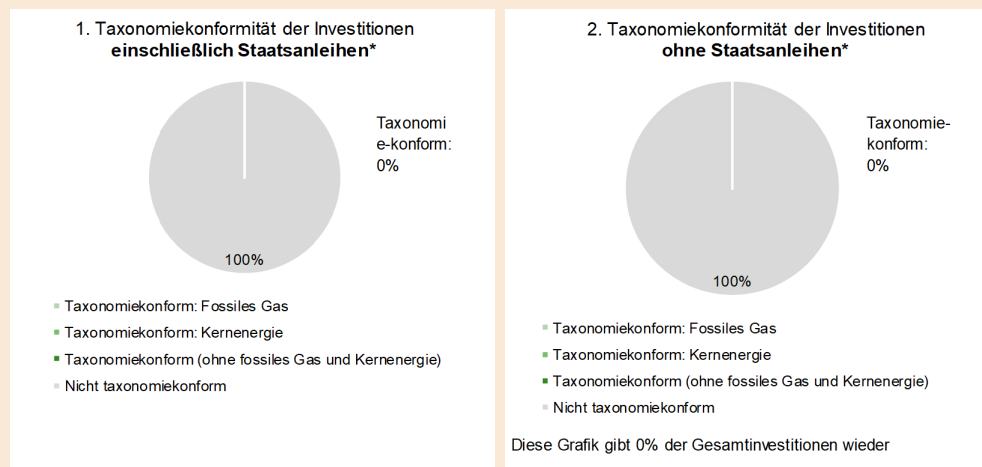 1. Taxonomiekonformität der Investitionen
einschließlich Staatsanleihen*
Taxonomi
e-konform:
0%
100%
Taxonomiekonform: Fossiles Gas
Taxonomiekonform: Kernenergie
Taxonomiekonform (ohne fossiles Gas und Kernenergie)
Nicht taxonomiekonform
2. Taxonomiekonformität der Investitionen
ohne Staatsanleihen*
Taxonomie-
konform:
0%
100%
Taxonomiekonform: Fossiles Gas
Taxonomiekonform: Kernenergie
Taxonomiekonform (ohne fossiles Gas und Kernenergie)
Nicht taxonomiekonform
Diese Grafik gibt 0% der Gesamtinvestitionen wieder